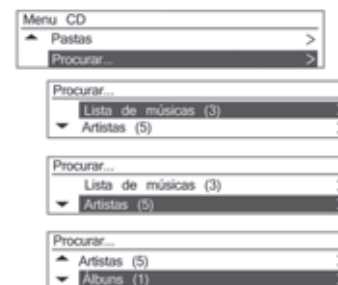 Menu CD
Pastas >
Procurar... >
Procurar...
Lista de músicas (3)
Artistas (5)
Procurar...
Lista de músicas (3)
Artistas (5)
Procurar...
Artistas (5)
Álbuns (1)